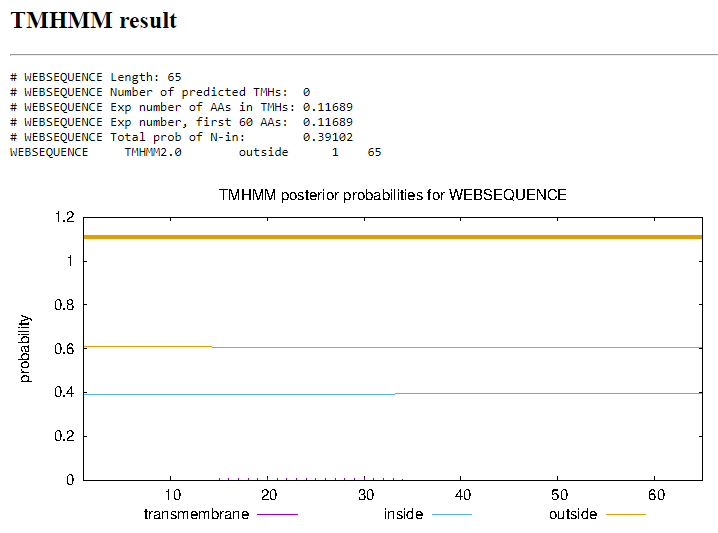 TMHMM result
# WEBSEQUENCE Length: 65
# WEBSEQUENCE Number of predicted TMHs:  0
# WEBSEQUENCE Exp number of AAs in TMHs: 0.11689
# WEBSEQUENCE Exp number, first 60 AAs:  0.11689
# WEBSEQUENCE Total prob of N-in:        0.39102
WEBSEQUENCE     TMHMM2.0        outside      1    65
TMHMM posterior probabilities for WEBSEQUENCE
1.2
1
0.8
0.6
0.4
0.2
0
probability
10 20 30 40 50 60
transmembrane inside outside